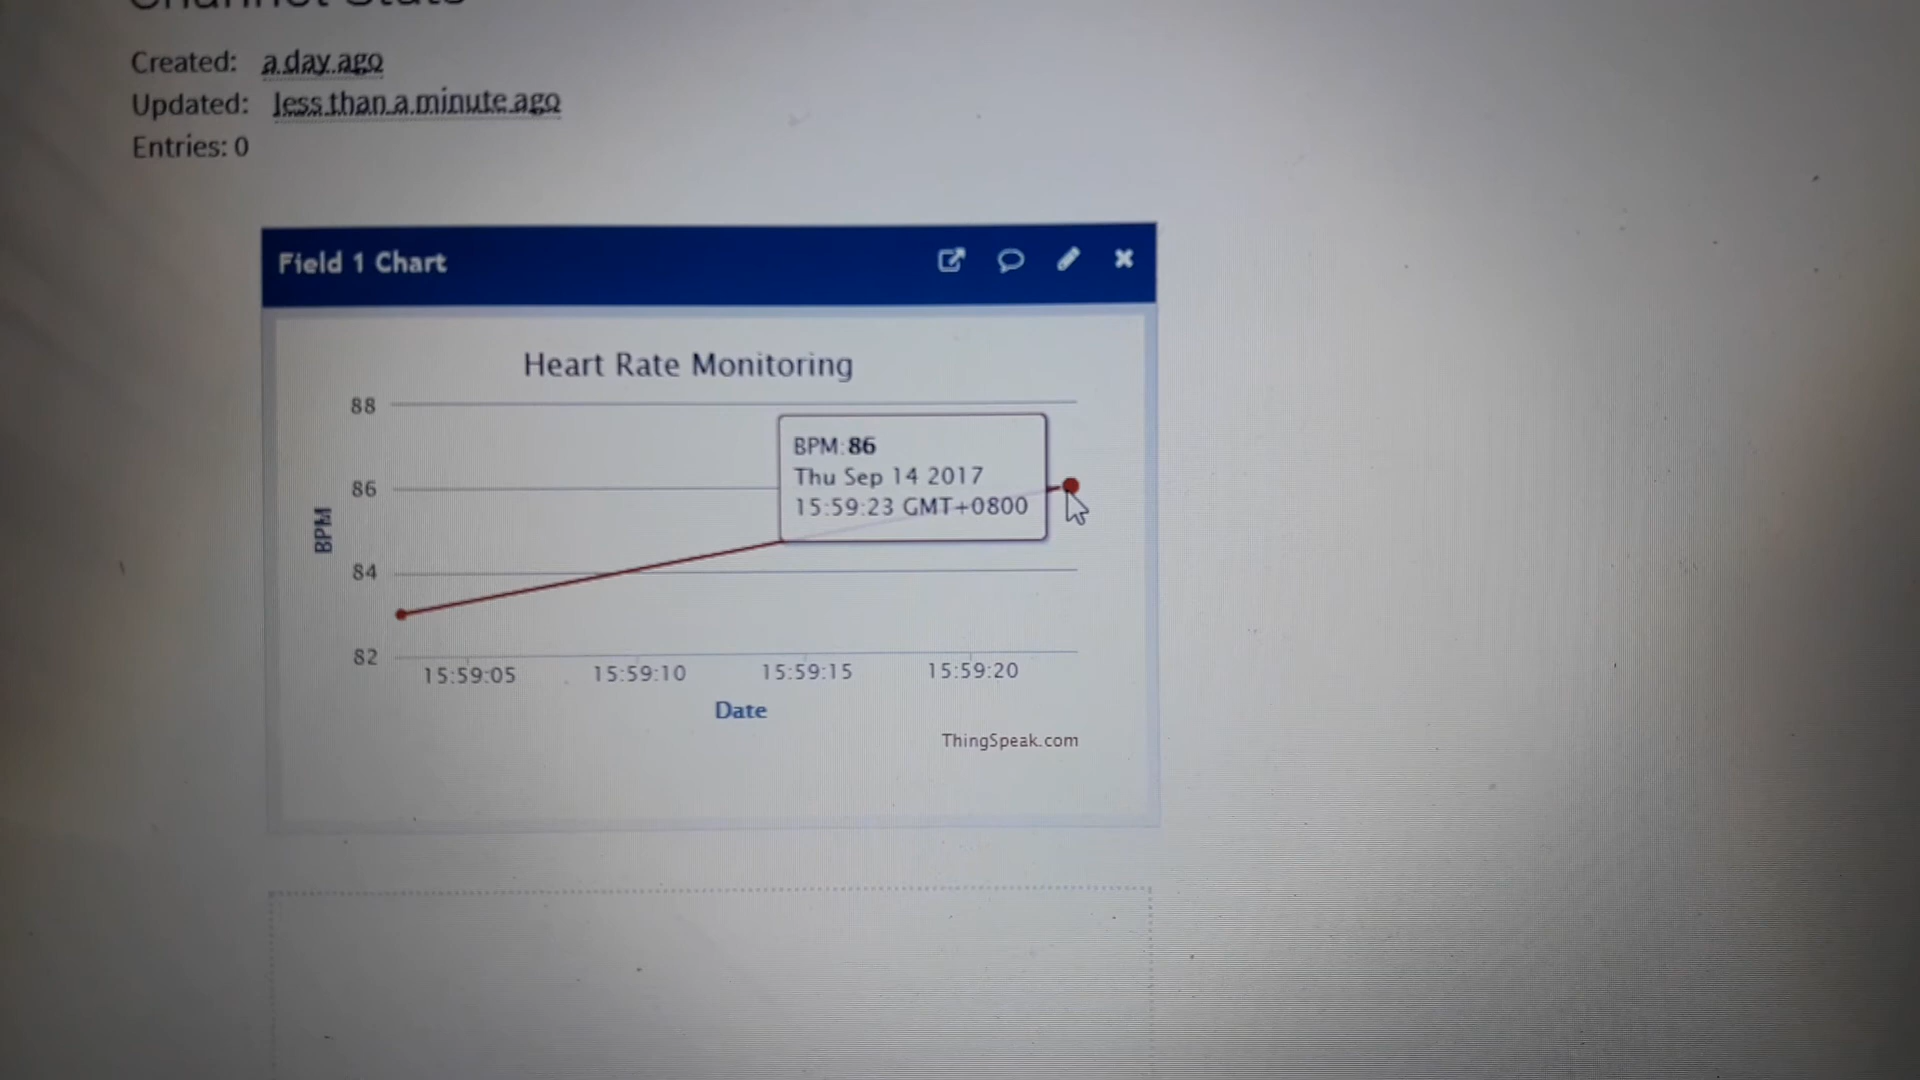 Channel Stats
Created: a day ago
Updated: less than a minute ago
Entries: 0
Field 1 Chart
Heart Rate Monitoring
88
86
84
82
BPM
BPM: 86
Thu Sep 14 2017
15:59:23 GMT+0800
15:59:05 15:59:10 15:59:15 15:59:20
Date
ThingSpeak.com